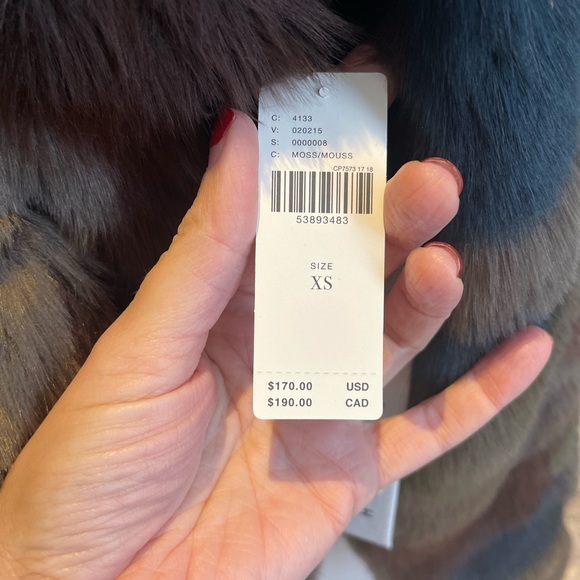 C: 4133
V: 020215
S: 0000008
C: MOSS/MOUSS
CP7573 17 18
53893483
SIZE
XS
$170.00 USD
$190.00 CAD